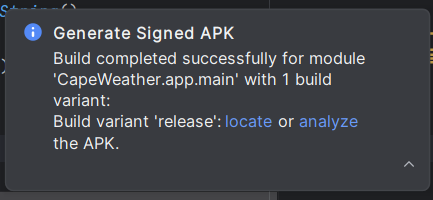 String()
Generate Signed APK
Build completed successfully for module
'CapeWeather.app.main' with 1 build
variant:
Build variant 'release': locate or analyze
the APK.